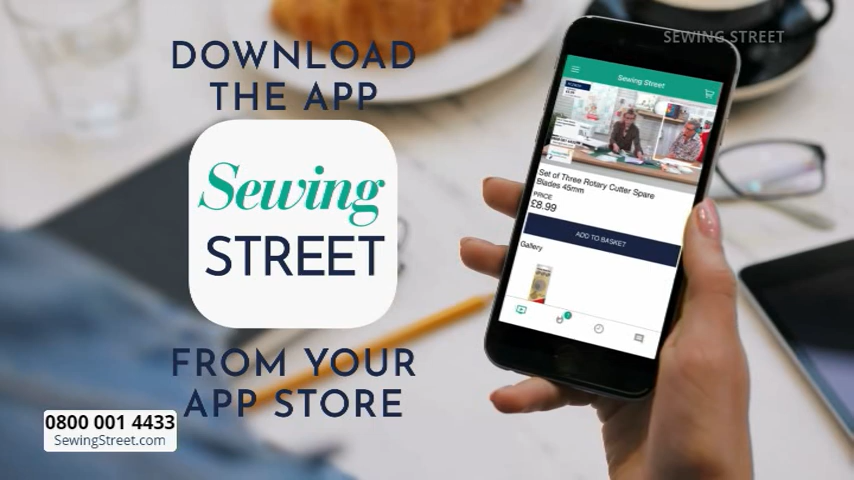 SEWING STREET
DOWNLOAD
THE APP
Sewing
STREET
FROM YOUR
APP STORE
0800 001 4433
SewingStreet.com
Sewing Street
Set of Three Rotary Cutter Spare
Blades 45mm
PRICE
£8.99
ADD TO BASKET
Gallery